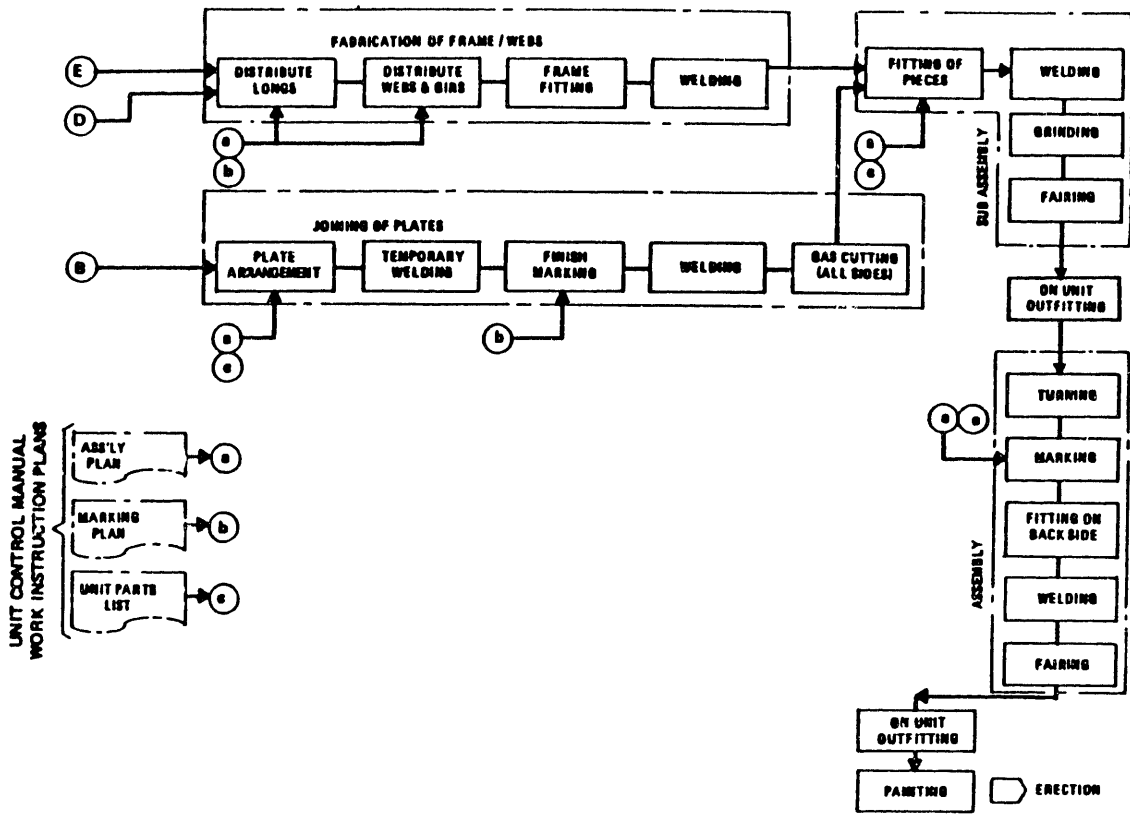 FABRICATION OF FRAME / WEBS
E
D
DISTRIBUTE
LONGS
DISTRIBUTE
WEBS & GIRS
FRAME
FITTING
WELDING
a
b
FITTING OF
PIECES
WELDING
GRINDING
FAIRING
SUB ASSEMBLY
JOINING OF PLATES
B
PLATE
ARRANGEMENT
TEMPORARY
WELDING
FINISH
MARKING
WELDING
GAS CUTTING
(ALL SIDES)
b
ON UNIT
OUTFITTING
TURNING
MARKING
FITTING ON
BACK SIDE
WELDING
FAIRING
ASSEMBLY
ON UNIT
OUTFITTING
PAINTING
ERECTION
UNIT CONTROL MANUAL
WORK INSTRUCTION PLANS
ASS'LY
PLAN
a
MARKING
PLAN
b
UNIT PARTS
LIST
c